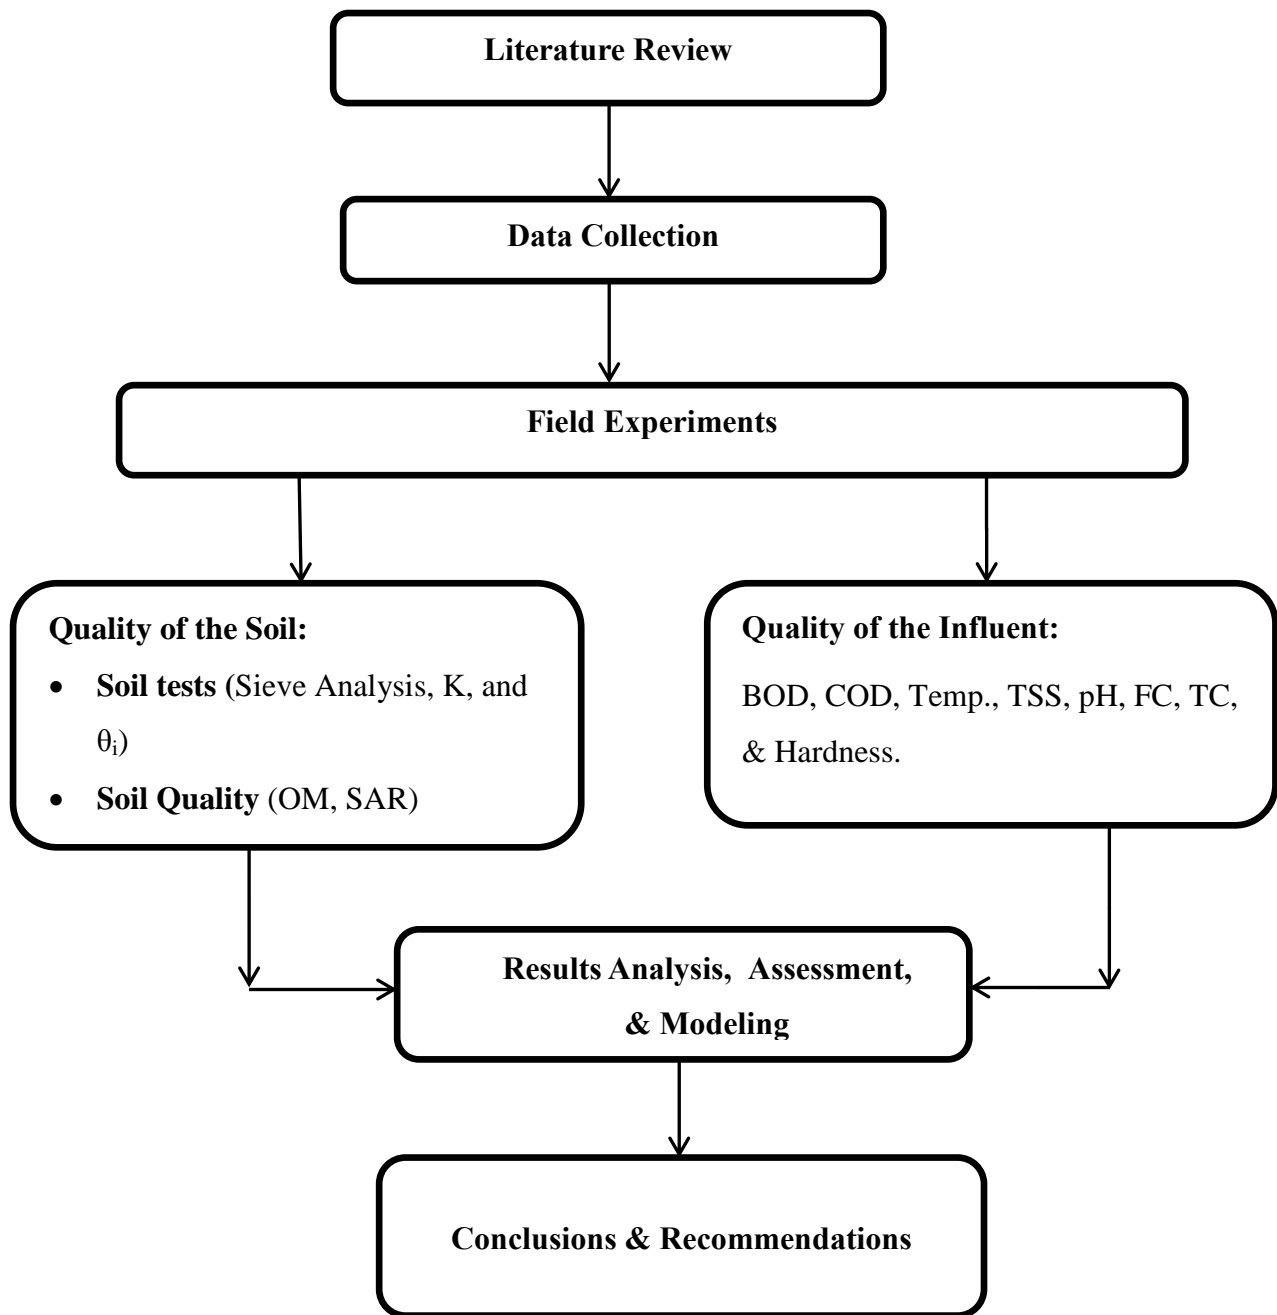 Literature Review
Data Collection
Field Experiments
Quality of the Soil:
• Soil tests (Sieve Analysis, K, and
θi)
• Soil Quality (OM, SAR)
Quality of the Influent:
BOD, COD, Temp., TSS, pH, FC, TC,
& Hardness.
Results Analysis, Assessment,
& Modeling
Conclusions & Recommendations